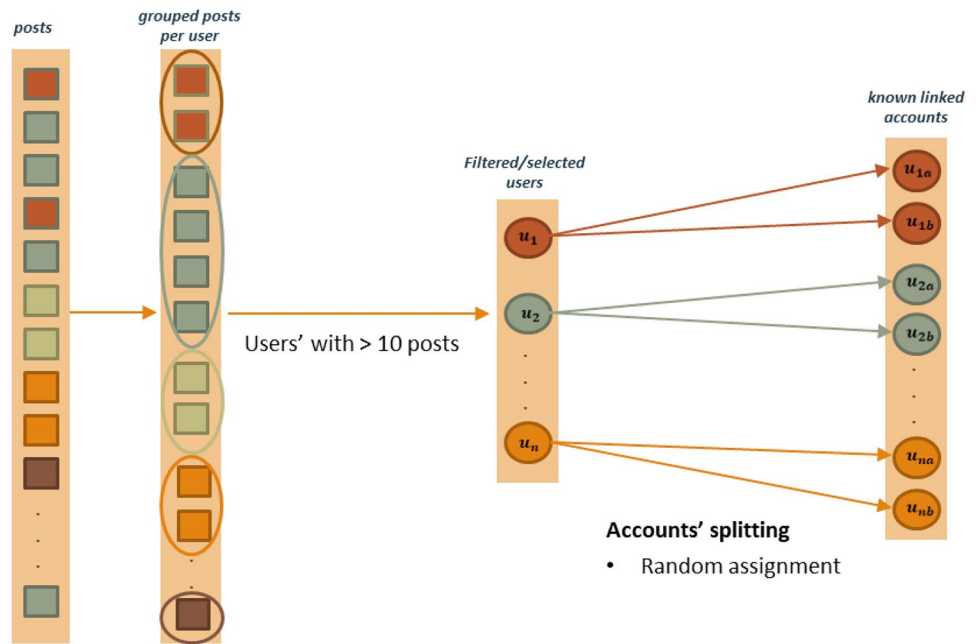 posts
grouped posts
per user
Filtered/selected
users
known linked
accounts
u1a
u1
u1b
u2a
u2
u2b
Users’ with > 10 posts
un
una
unb
Accounts’ splitting
• Random assignment